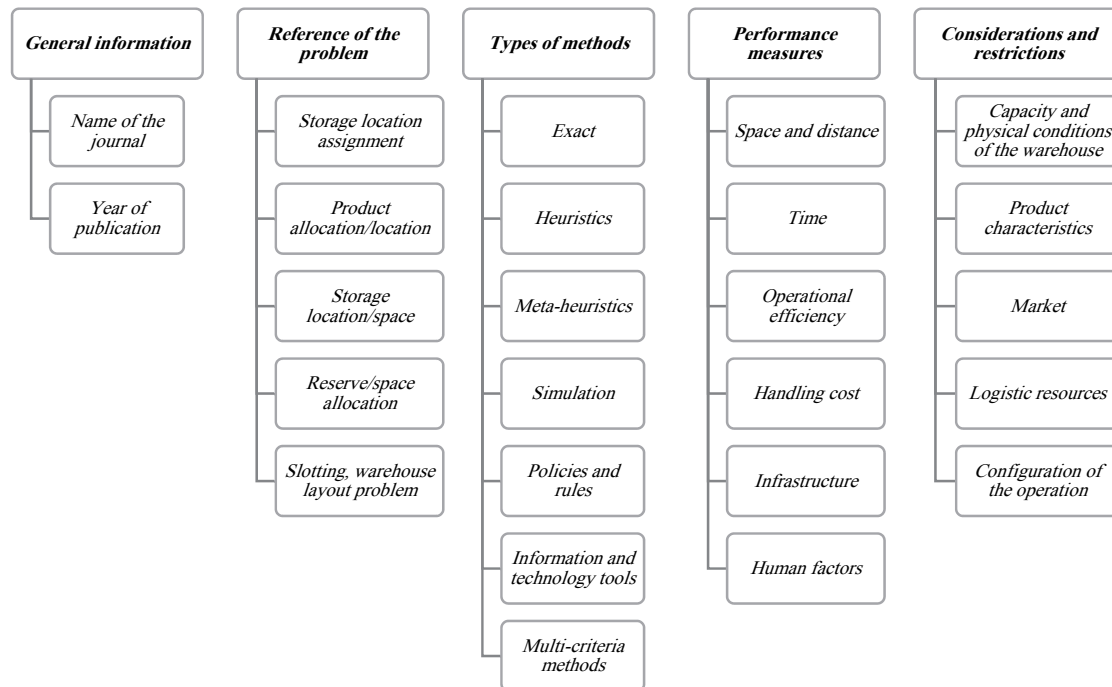 General information
Name of the
journal
Year of
publication
Reference of the
problem
Storage location
assignment
Product
allocation/location
Storage
location/space
Reserve/space
allocation
Slotting, warehouse
layout problem
Types of methods
Exact
Heuristics
Meta-heuristics
Simulation
Policies and
rules
Information and
technology tools
Multi-criteria
methods
Performance
measures
Space and distance
Time
Operational
efficiency
Handling cost
Infrastructure
Human factors
Considerations and
restrictions
Capacity and
physical conditions
of the warehouse
Product
characteristics
Market
Logistic resources
Configuration of
the operation